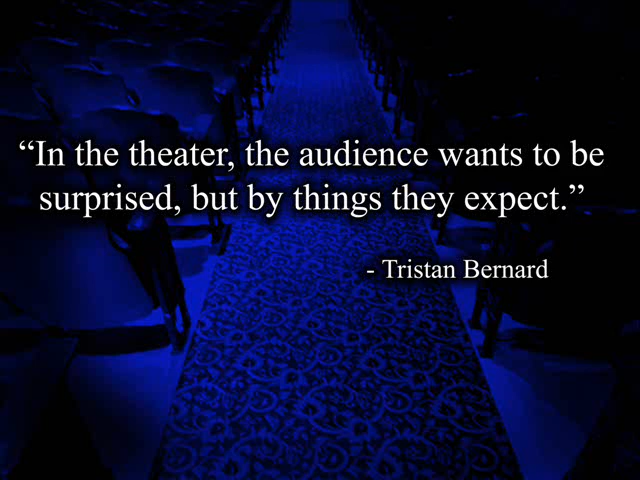 “In the theater, the audience wants to be
surprised, but by things they expect.”
- Tristan Bernard